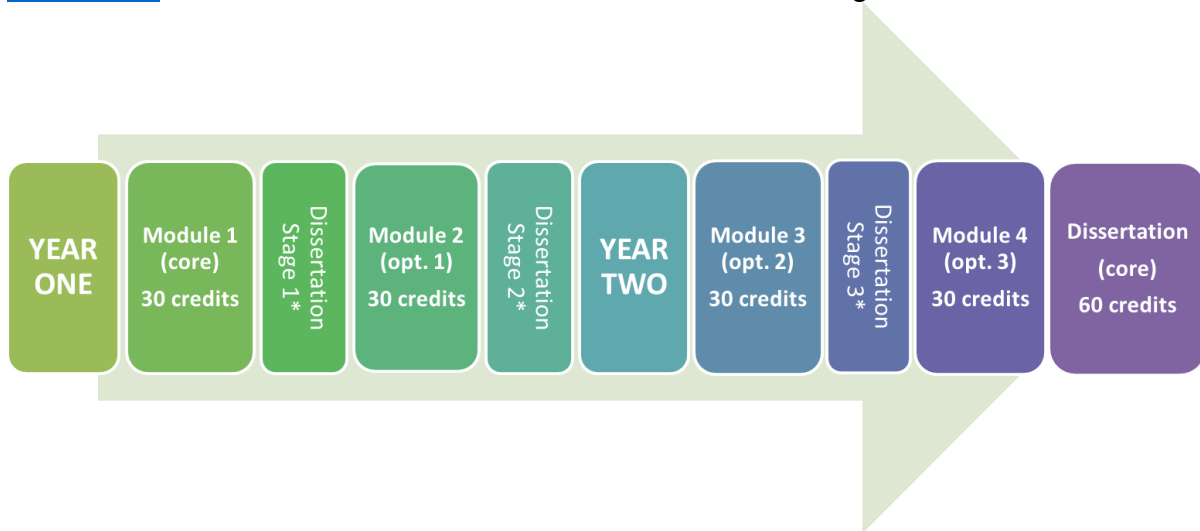 YEAR
ONE
Module 1
(core)
30 credits
Dissertation
Stage 1*
Module 2
(opt. 1)
30 credits
Dissertation
Stage 2*
YEAR
TWO
Module 3
(opt. 2)
30 credits
Dissertation
Stage 3*
Module 4
(opt. 3)
30 credits
Dissertation
(core)
60 credits